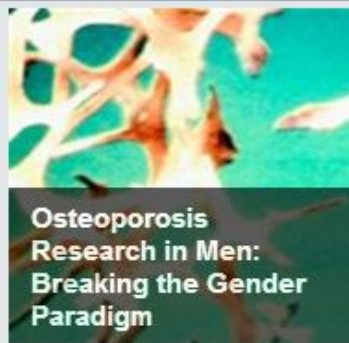 Osteoporosis
Research in Men:
Breaking the Gender
Paradigm